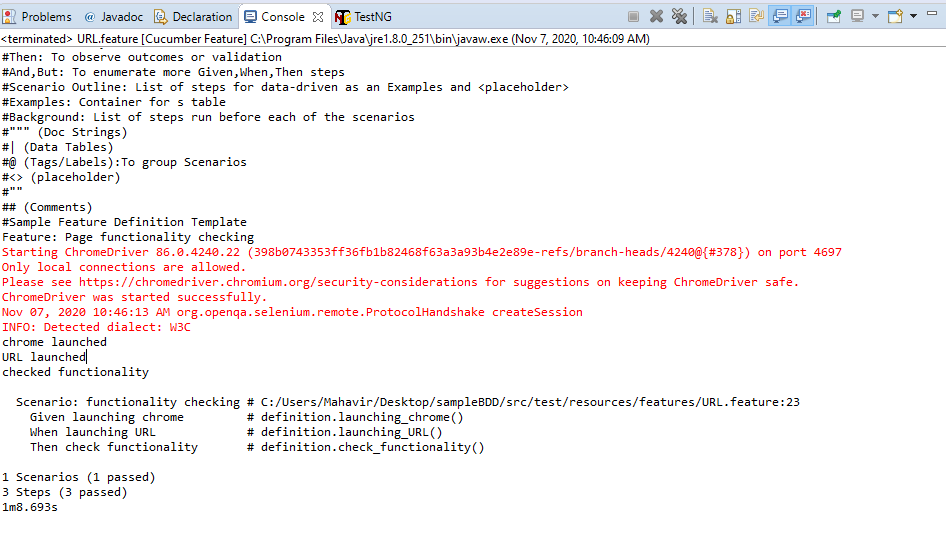 Problems @ Javadoc Declaration Console TestNG
<terminated> URL.feature [Cucumber Feature] C:\Program Files\Java\jre1.8.0_251\bin\javaw.exe (Nov 7, 2020, 10:46:09 AM)
#Then: To observe outcomes or validation
#And,But: To enumerate more Given,When,Then steps
#Scenario Outline: List of steps for data-driven as an Examples and <placeholder>
#Examples: Container for s table
#Background: List of steps run before each of the scenarios
#""" (Doc Strings)
#| (Data Tables)
#@ (Tags/Labels):To group Scenarios
#<> (placeholder)
#""
## (Comments)
#Sample Feature Definition Template
Feature: Page functionality checking
Starting ChromeDriver 86.0.4240.22 (398b0743353ff36fb1b82468f63a3a93b4e2e89e-refs/branch-heads/4240@{#378}) on port 4697
Only local connections are allowed.
Please see https://chromedriver.chromium.org/security-considerations for suggestions on keeping ChromeDriver safe.
ChromeDriver was started successfully.
Nov 07, 2020 10:46:13 AM org.openqa.selenium.remote.ProtocolHandshake createSession
INFO: Detected dialect: W3C
chrome launched
URL launched
checked functionality
Scenario: functionality checking # C:/Users/Mahavir/Desktop/sampleBDD/src/test/resources/features/URL.feature:23
Given launching chrome # definition.launching_chrome()
When launching URL # definition.launching_URL()
Then check functionality # definition.check_functionality()
1 Scenarios (1 passed)
3 Steps (3 passed)
1m8.693s